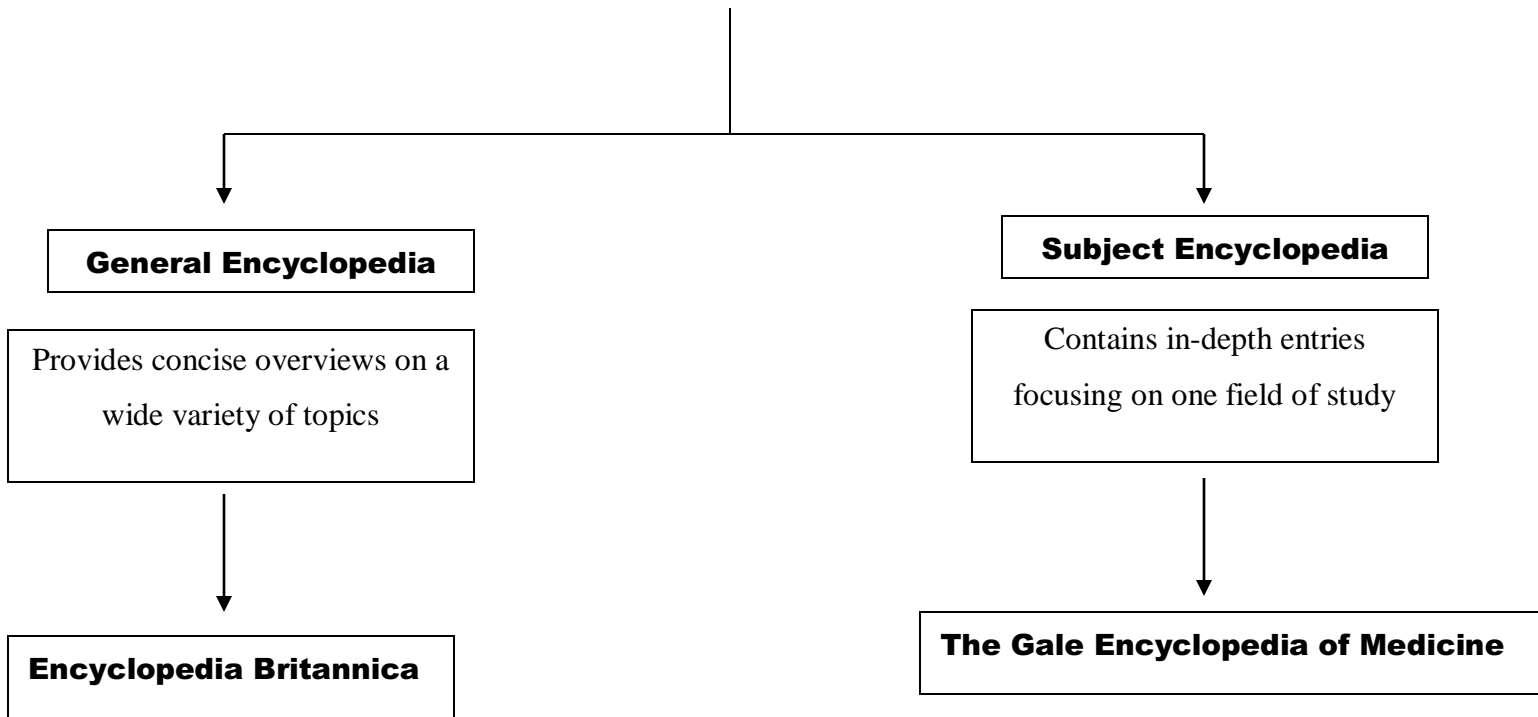 General Encyclopedia
Provides concise overviews on a
wide variety of topics
Encyclopedia Britannica
Subject Encyclopedia
Contains in-depth entries
focusing on one field of study
The Gale Encyclopedia of Medicine